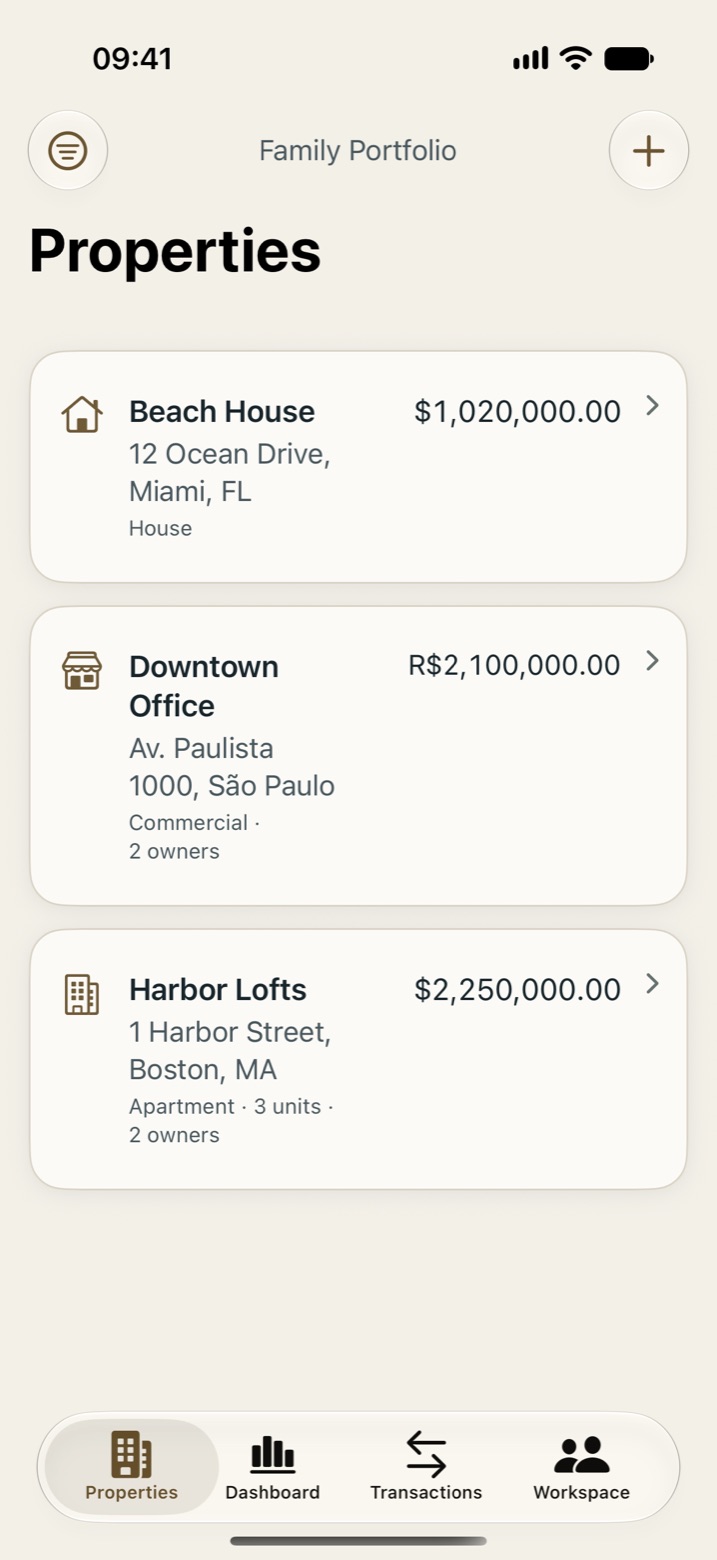 09:41
Family Portfolio
Properties
Beach House
$1,020,000.00
12 Ocean Drive,
Miami, FL
House
Downtown
Office
R$2,100,000.00
Av. Paulista
1000, São Paulo
Commercial ·
2 owners
Harbor Lofts
$2,250,000.00
1 Harbor Street,
Boston, MA
Apartment · 3 units ·
2 owners
Properties
Dashboard
Transactions
Workspace